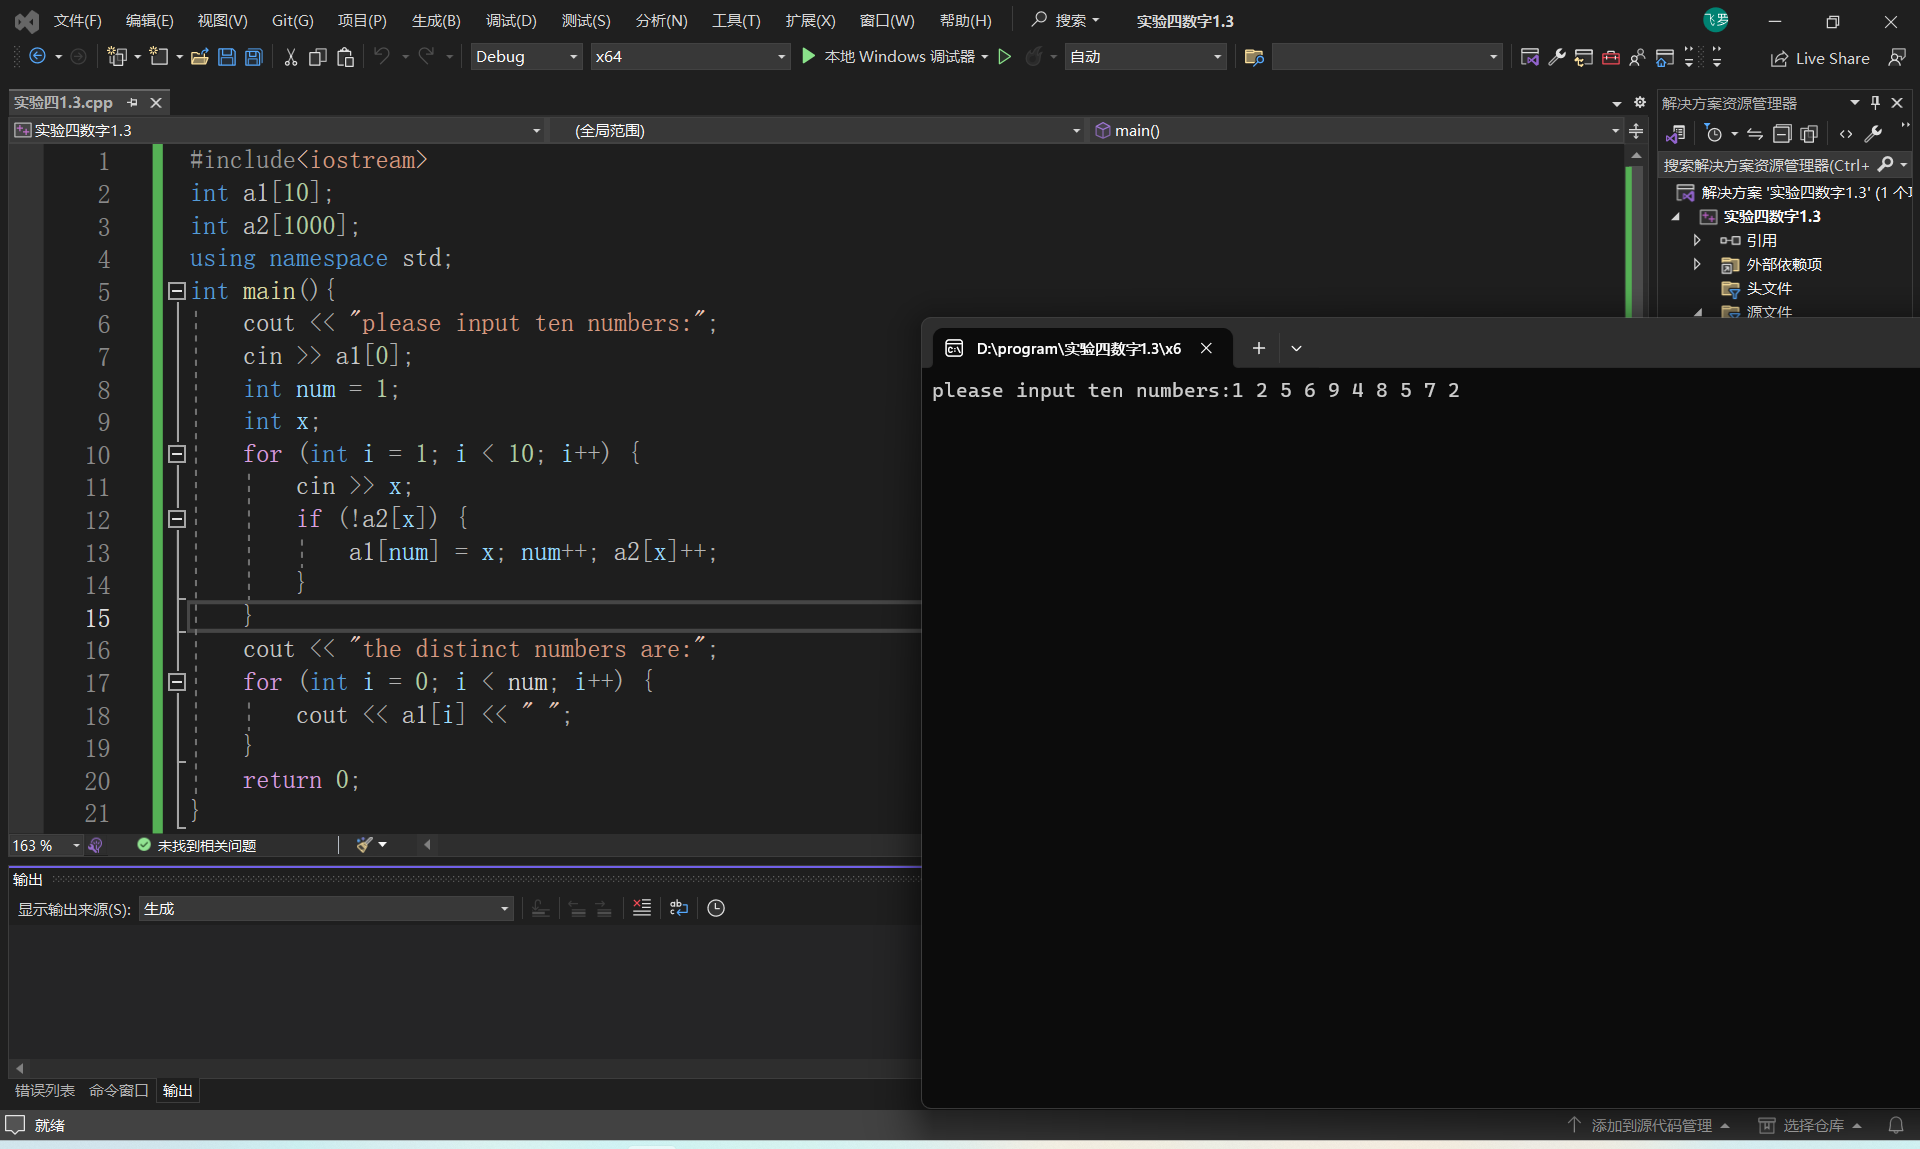 文件(F) 编辑(E) 视图(V) Git(G) 项目(P) 生成(B) 调试(D) 测试(S) 分析(N) 工具(T) 扩展(X) 窗口(W) 帮助(H) 搜索 实验四数字1.3 飞罗
Debug x64 本地 Windows 调试器 自动 Live Share
实验四1.3.cpp
实验四数字1.3 (全局范围) main()
1 #include<iostream>
2 int a1[10];
3 int a2[1000];
4 using namespace std;
5 int main(){
6 cout << "please input ten numbers:";
7 cin >> a1[0];
8 int num = 1;
9 int x;
10 for (int i = 1; i < 10; i++) {
11 cin >> x;
12 if (!a2[x]) {
13 a1[num] = x; num++; a2[x]++;
14 }
15 }
16 cout << "the distinct numbers are:";
17 for (int i = 0; i < num; i++) {
18 cout << a1[i] << " ";
19 }
20 return 0;
21 }
163 % 未找到相关问题
输出
显示输出来源(S): 生成
错误列表 命令窗口 输出
就绪
解决方案资源管理器
搜索解决方案资源管理器(Ctrl+
解决方案 '实验四数字1.3' (1 个
实验四数字1.3
引用
外部依赖项
头文件
源文件
D:\program\实验四数字1.3\x6
please input ten numbers:1 2 5 6 9 4 8 5 7 2
添加到源代码管理 选择仓库